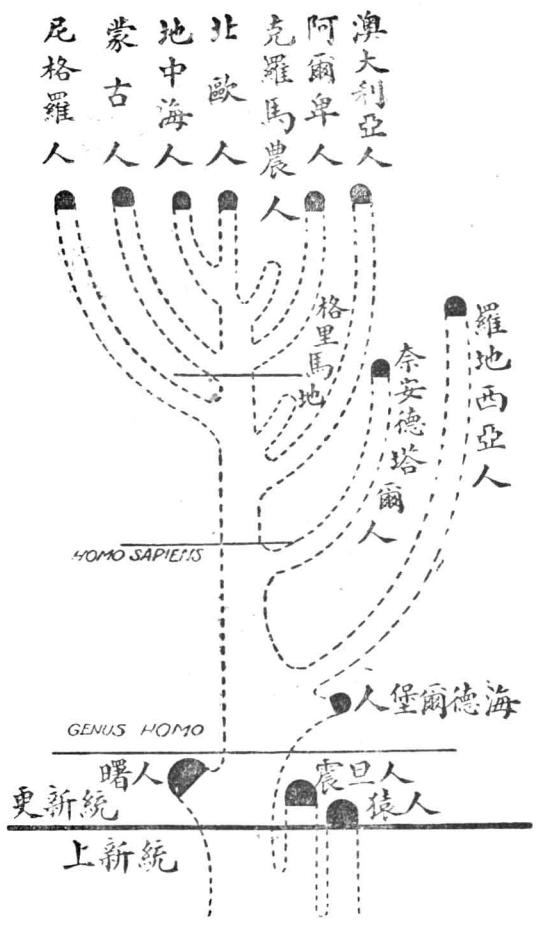 尼格羅人
蒙古人
地中海人
北歐人
克羅馬農人
阿爾卑人
澳大利亞人
格里馬地
奈安德塔爾人
羅地西亞人
HOMO SAPIENS
人堡爾德海
GENUS HOMO
曙人
震旦人
猿人
更新統
上新統